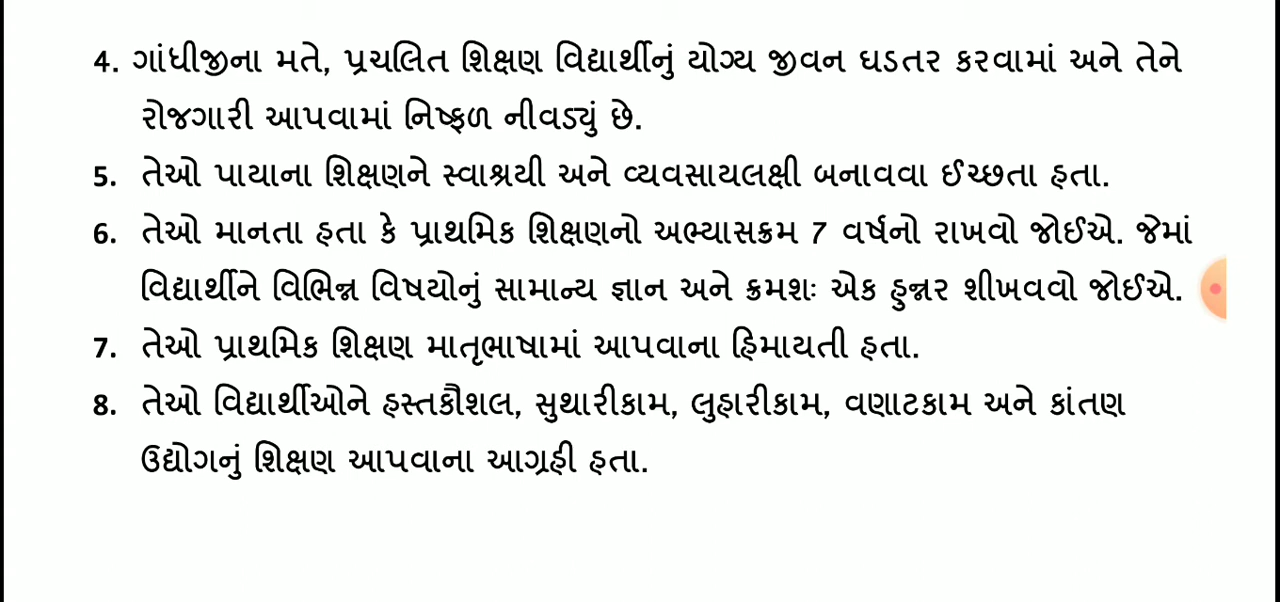 4. ગાંધીજીના મતે, પ્રચલિત શિક્ષણ વિદ્યાર્થીનું યોગ્ય જીવન ઘડતર કરવામાં અને તેને
રોજગારી આપવામાં નિષ્ફળ નીવડ્યું છે.
5. તેઓ પાયાના શિક્ષણને સ્વાશ્રયી અને વ્યવસાયલક્ષી બનાવવા ઈચ્છતા હતા.
6. તેઓ માનતા હતા કે પ્રાથમિક શિક્ષણનો અભ્યાસક્રમ 7 વર્ષનો રાખવો જોઈએ. જેમાં
વિદ્યાર્થીને વિભિન્ન વિષયોનું સામાન્ય જ્ઞાન અને ક્રમશઃ એક હુન્નર શીખવવો જોઈએ.
7. તેઓ પ્રાથમિક શિક્ષણ માતૃભાષામાં આપવાના હિમાયતી હતા.
8. તેઓ વિદ્યાર્થીઓને હસ્તકૌશલ, સુથારીકામ, લુહારીકામ, વણાટકામ અને કાંતણ
ઉદ્યોગનું શિક્ષણ આપવાના આગ્રહી હતા.